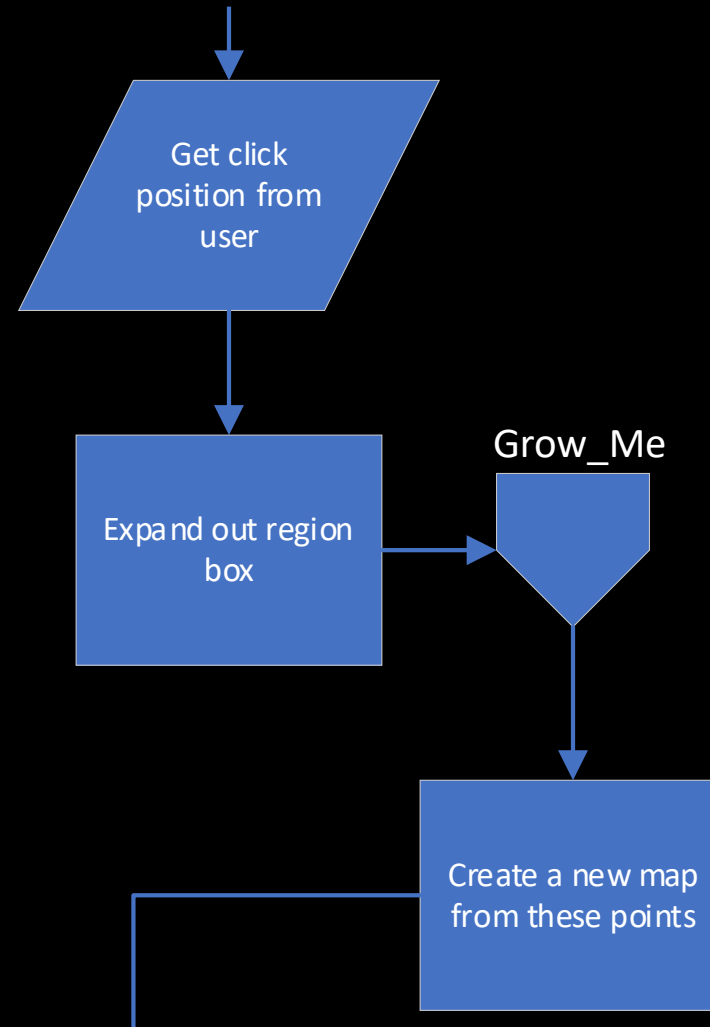 Get click
position from
user
Grow_Me
Expand out region
box
Create a new map
from these points